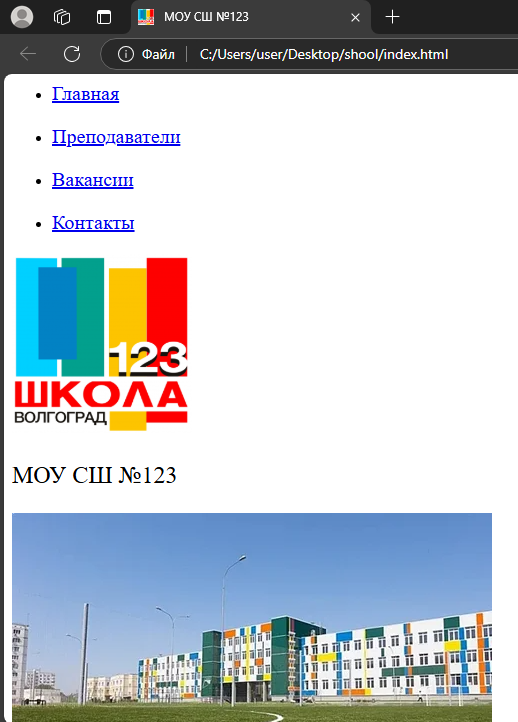 МОУ СШ №123
Файл C:/Users/user/Desktop/shool/index.html
Главная
Преподаватели
Вакансии
Контакты
123
ШКОЛА
ВОЛГОГРАД
МОУ СШ №123